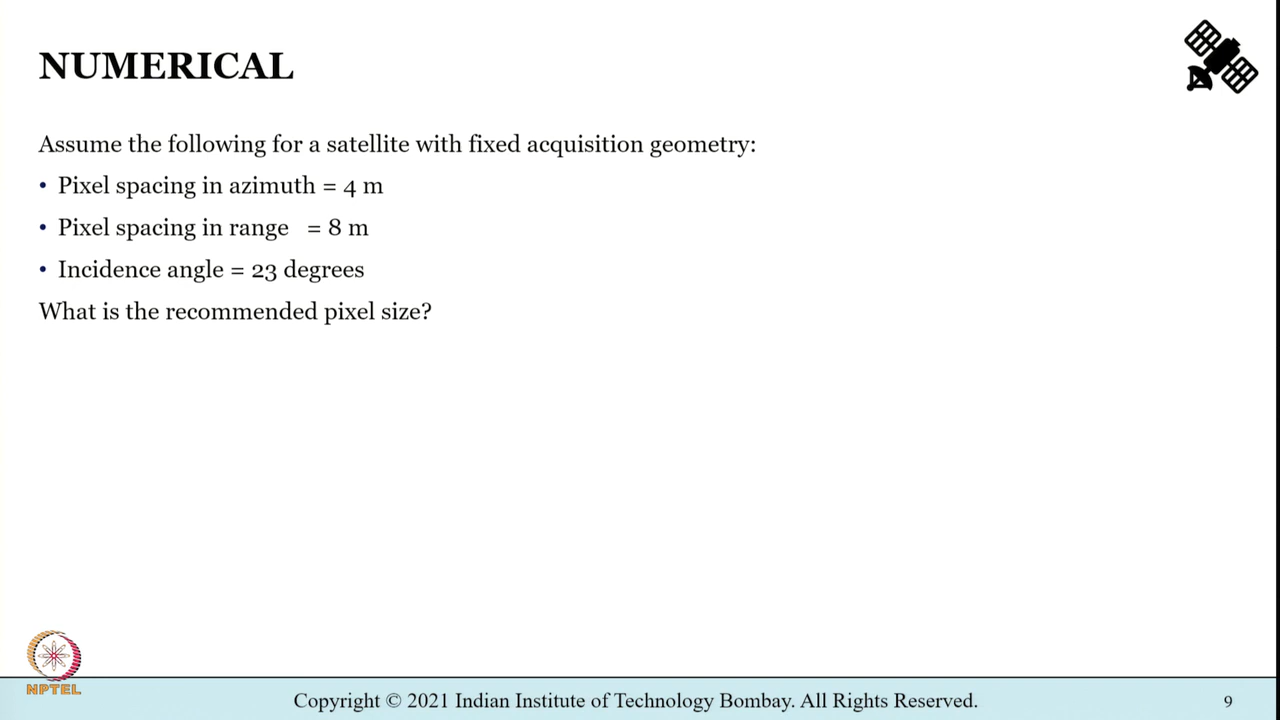 NUMERICAL
Assume the following for a satellite with fixed acquisition geometry:
• Pixel spacing in azimuth = 4 m
• Pixel spacing in range = 8 m
• Incidence angle = 23 degrees
What is the recommended pixel size?
NPTEL
Copyright © 2021 Indian Institute of Technology Bombay. All Rights Reserved.
9